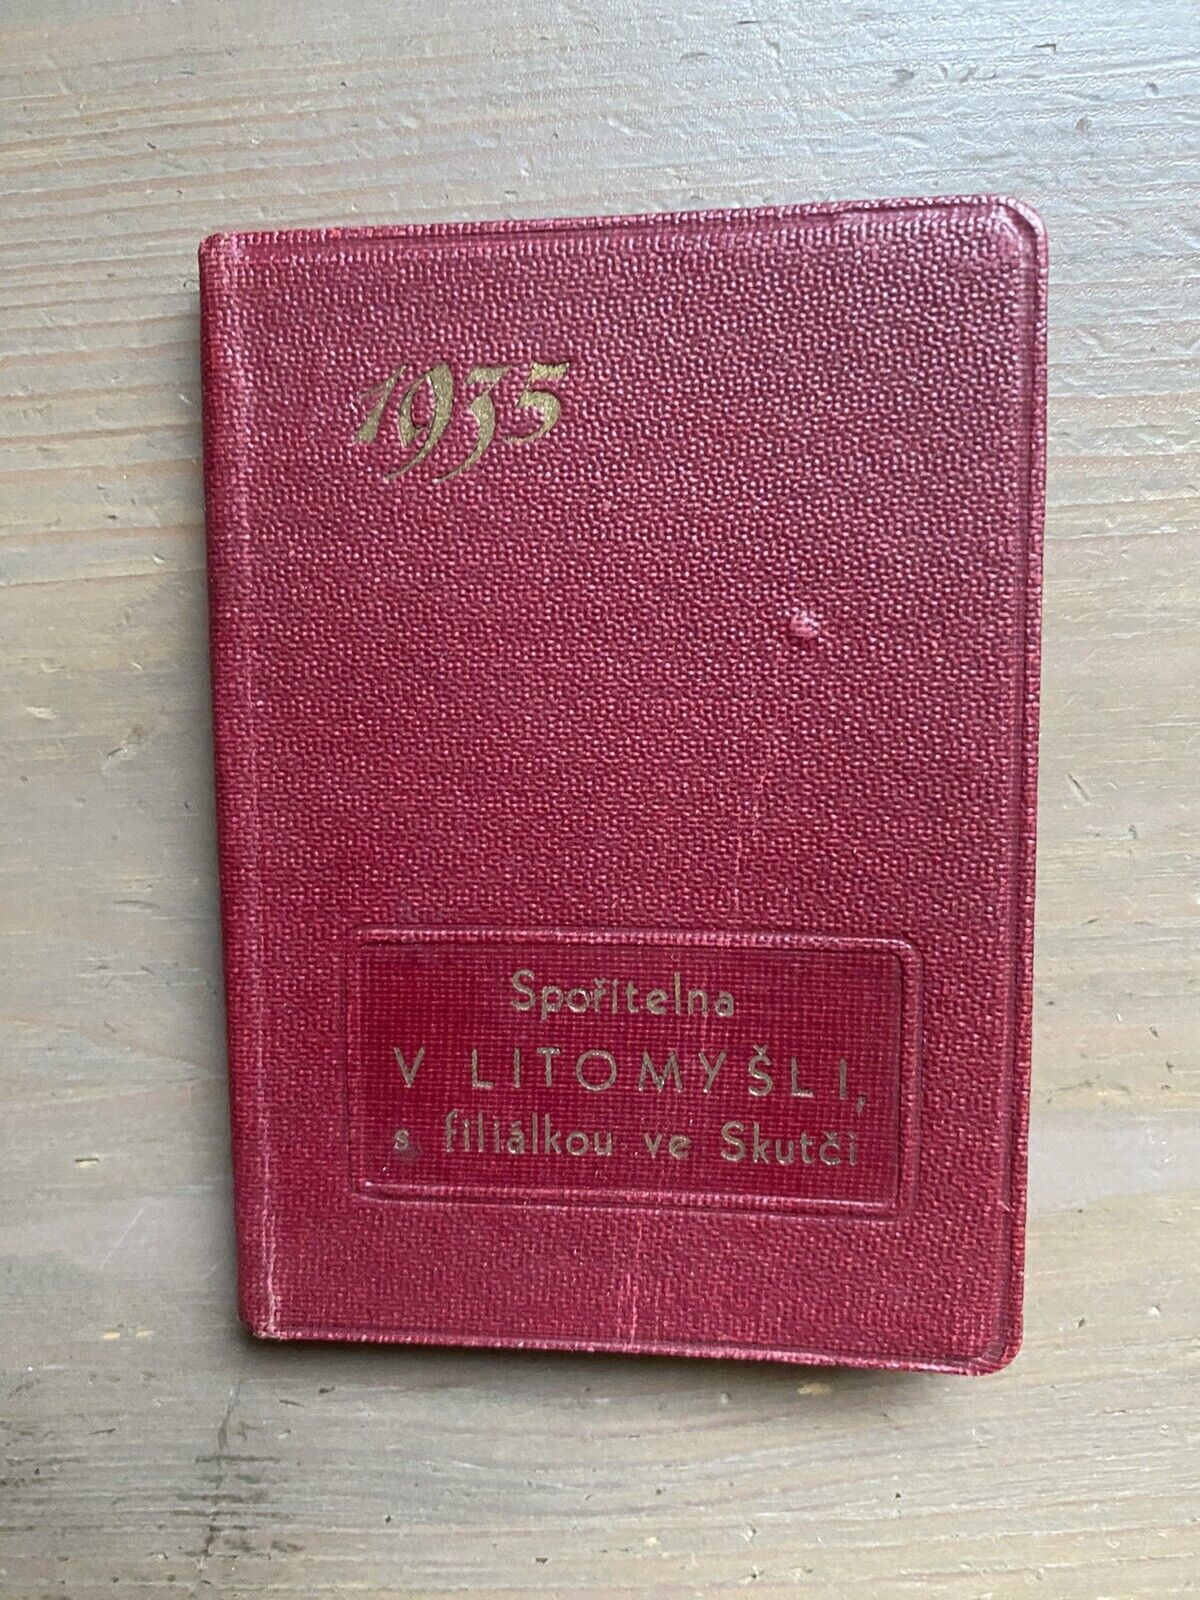 1935
Spořitelna
V LITOMYŠLI,
s filiálkou ve Skutči